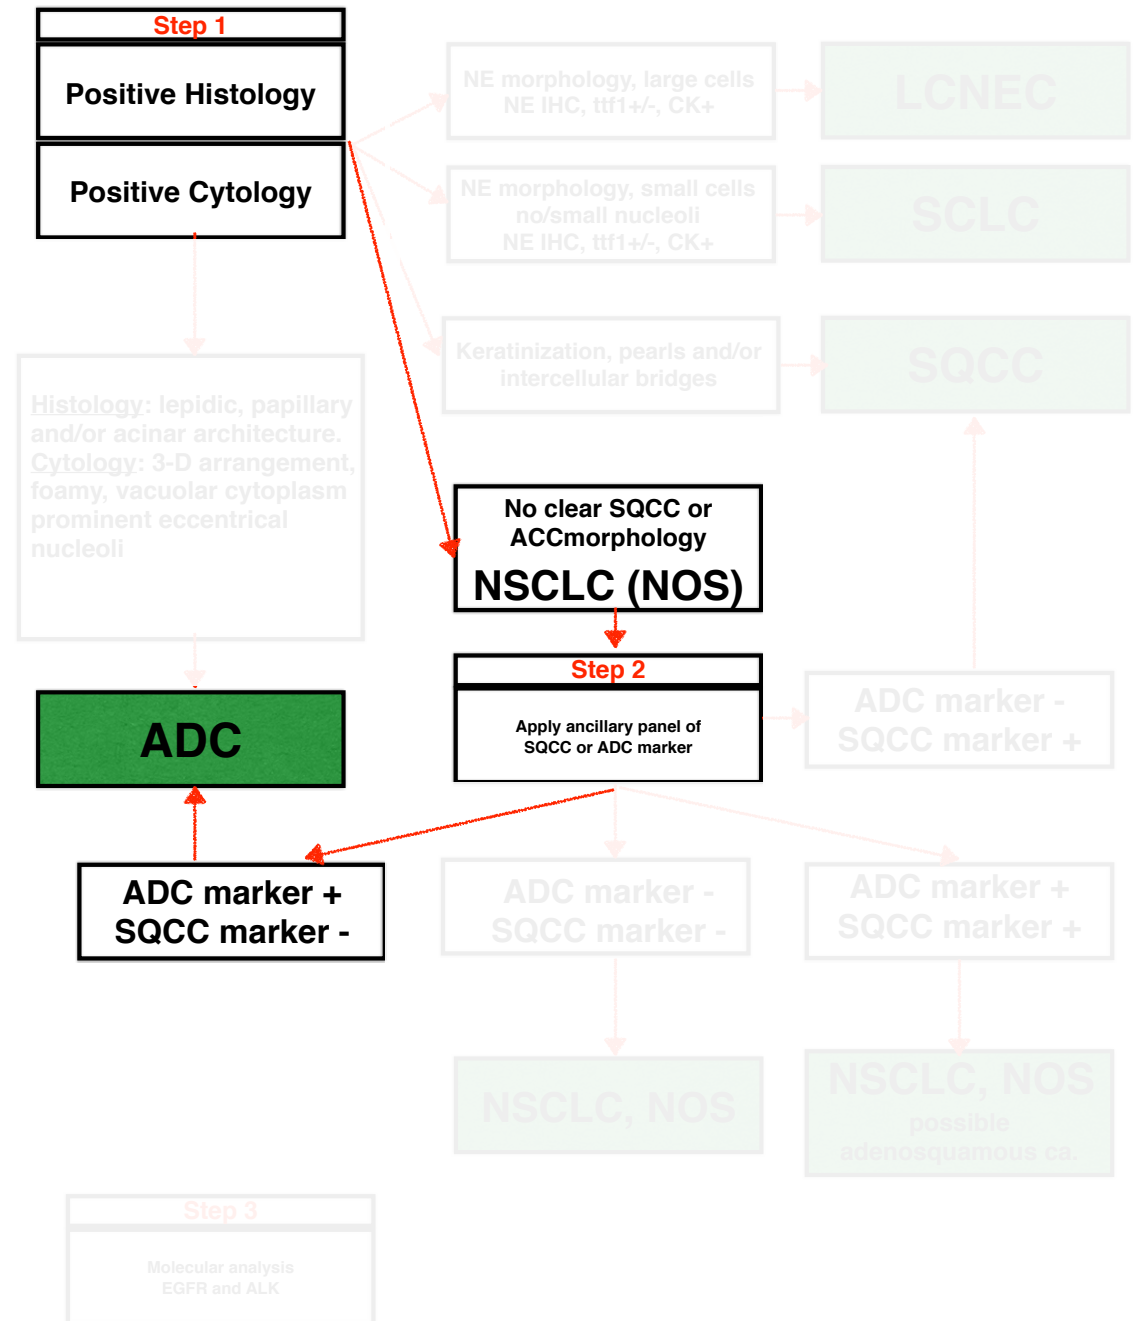 Step 1
Positive Histology
Positive Cytology
NE morphology, large cells
NE IHC, ttf1+/-, CK+
LCNEC
NE morphology, small cells
no/small nucleoli
NE IHC, ttf1+/-, CK+
SCLC
Keratinization, pearls and/or
intercellular bridges
SQCC
Histology: lepidic, papillary
and/or acinar architecture.
Cytology: 3-D arrangement,
foamy, vacuolar cytoplasm
prominent eccentrical
nucleoli
No clear SQCC or
ACCmorphology
NSCLC (NOS)
Step 2
Apply ancillary panel of
SQCC or ADC marker
ADC marker -
SQCC marker +
ADC
ADC marker +
SQCC marker -
ADC marker -
SQCC marker -
ADC marker +
SQCC marker +
NSCLC, NOS
NSCLC, NOS
possible
adenosquamous ca.
Step 3
Molecular analysis
EGFR and ALK